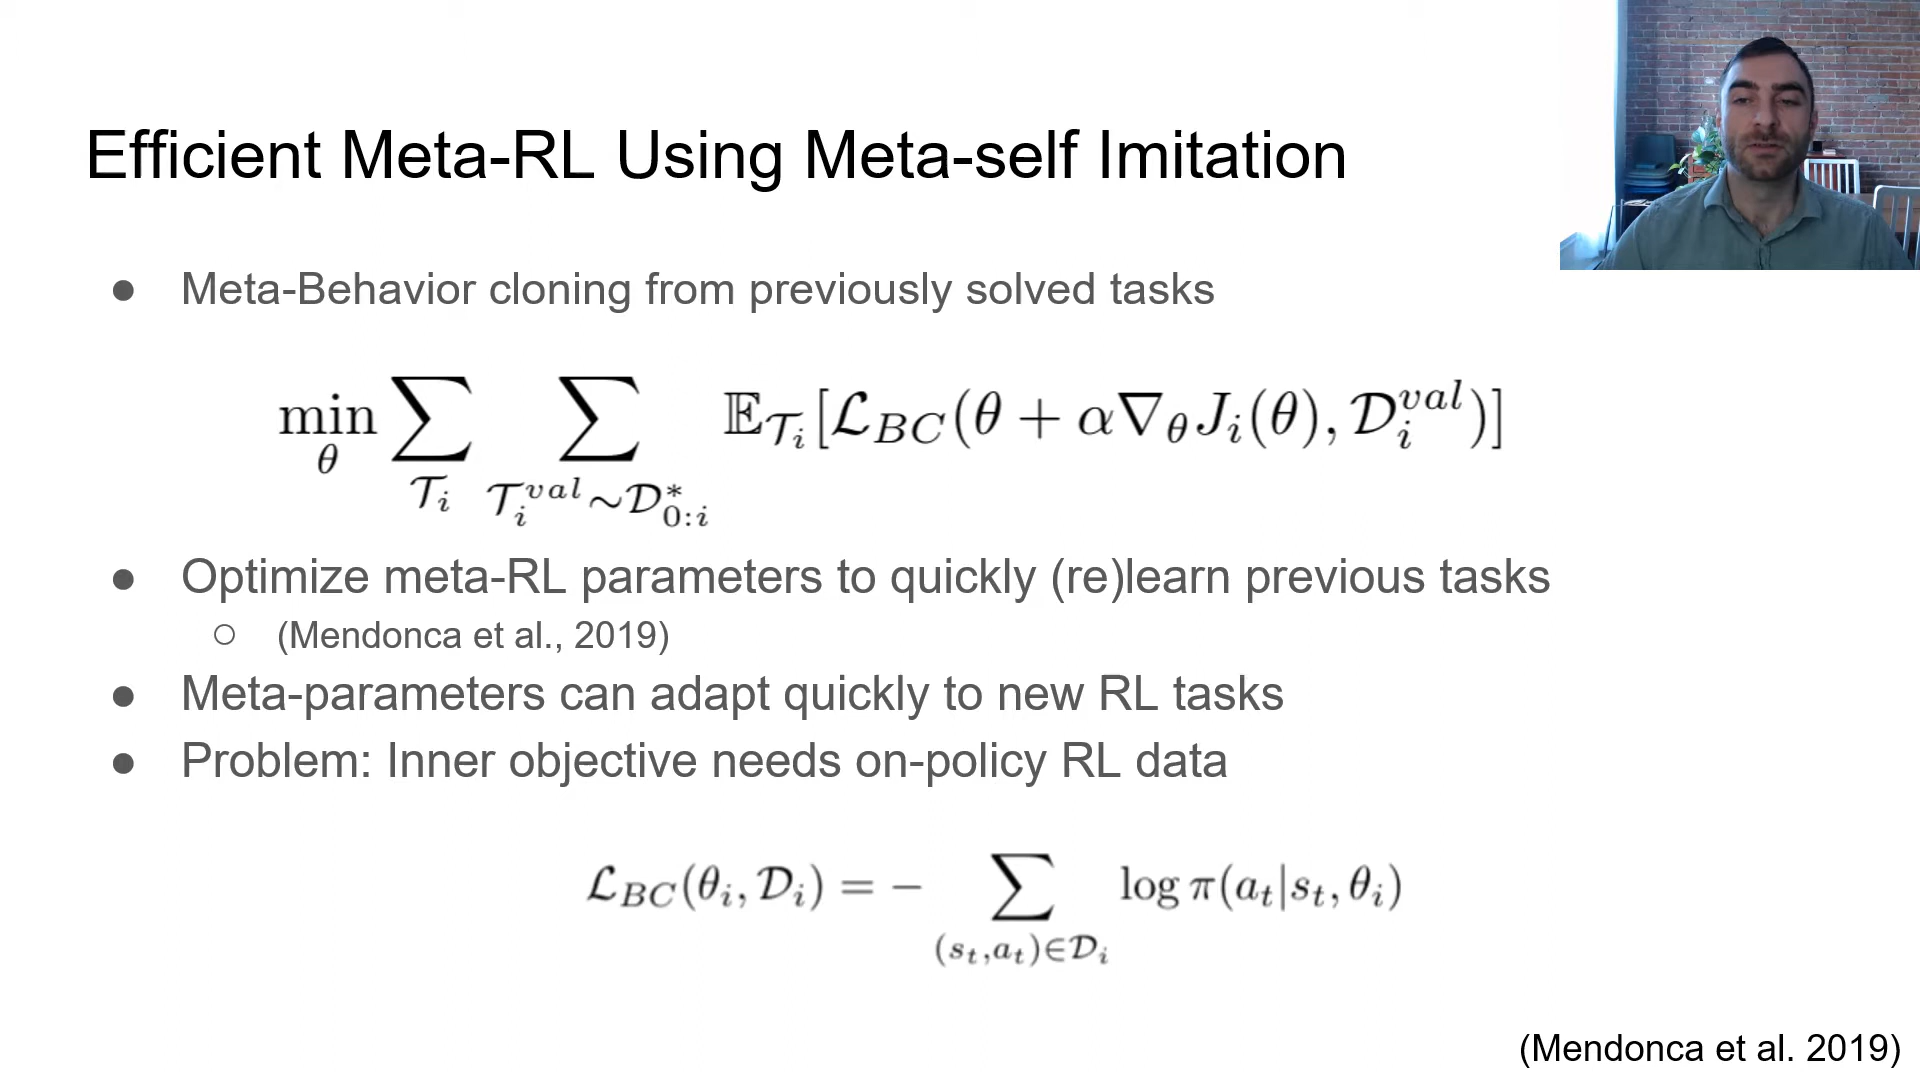 Efficient Meta-RL Using Meta-self Imitation
● Meta-Behavior cloning from previously solved tasks
min_θ ∑_{𝒯_i} ∑_{𝒯_i^{val} ∼ 𝒟^*_{0:i}} 𝔼_{𝒯_i}[ℒ_{BC}(θ + α∇_θ J_i(θ), 𝒟_i^{val})]
● Optimize meta-RL parameters to quickly (re)learn previous tasks
○ (Mendonca et al., 2019)
● Meta-parameters can adapt quickly to new RL tasks
● Problem: Inner objective needs on-policy RL data
ℒ_{BC}(θ_i, 𝒟_i) = − ∑_{(s_t,a_t)∈𝒟_i} log π(a_t|s_t, θ_i)
(Mendonca et al. 2019)